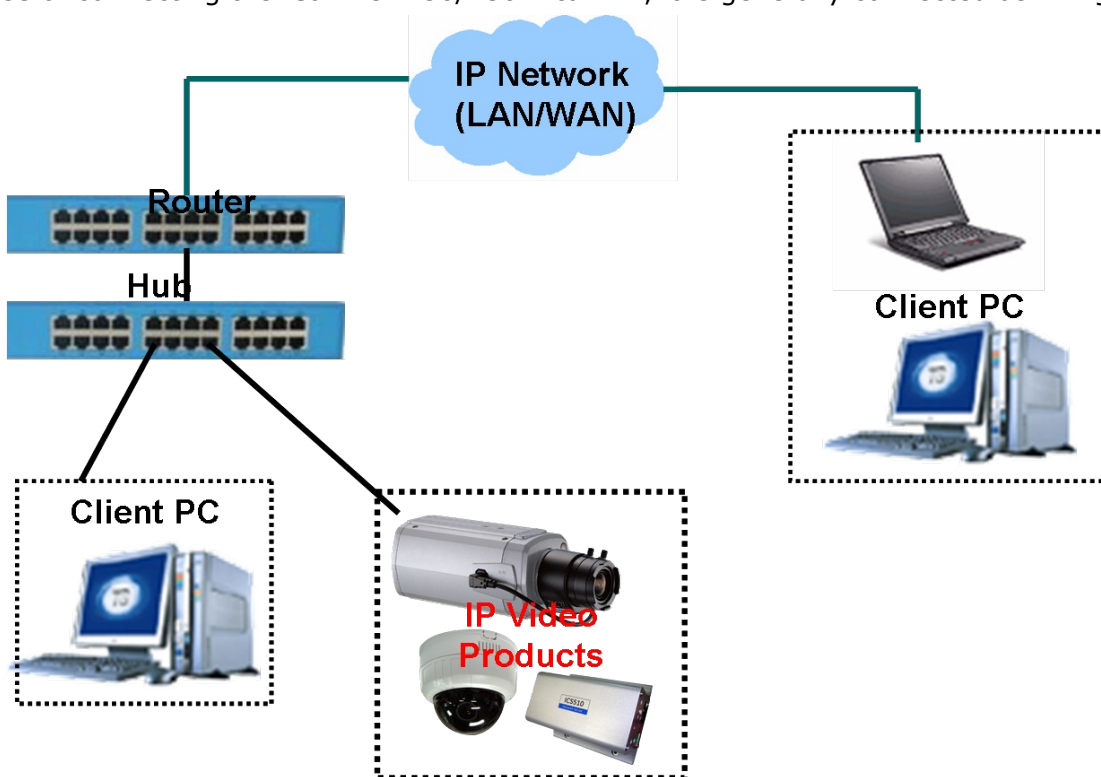 IP Network
(LAN/WAN)
Router
Hub
Client PC
Client PC
IP Video
Products
ICS510